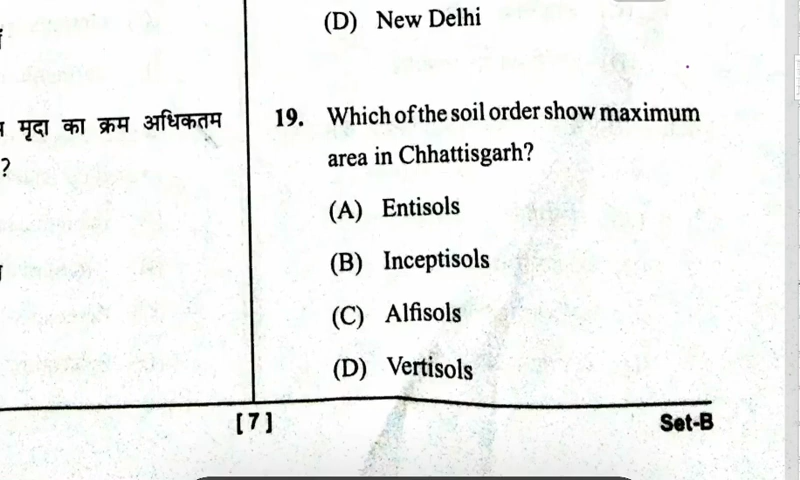 (D) New Delhi
मृदा का क्रम अधिकतम
?
19. Which of the soil order show maximum
area in Chhattisgarh?
(A) Entisols
(B) Inceptisols
(C) Alfisols
(D) Vertisols
[7]
Set-B